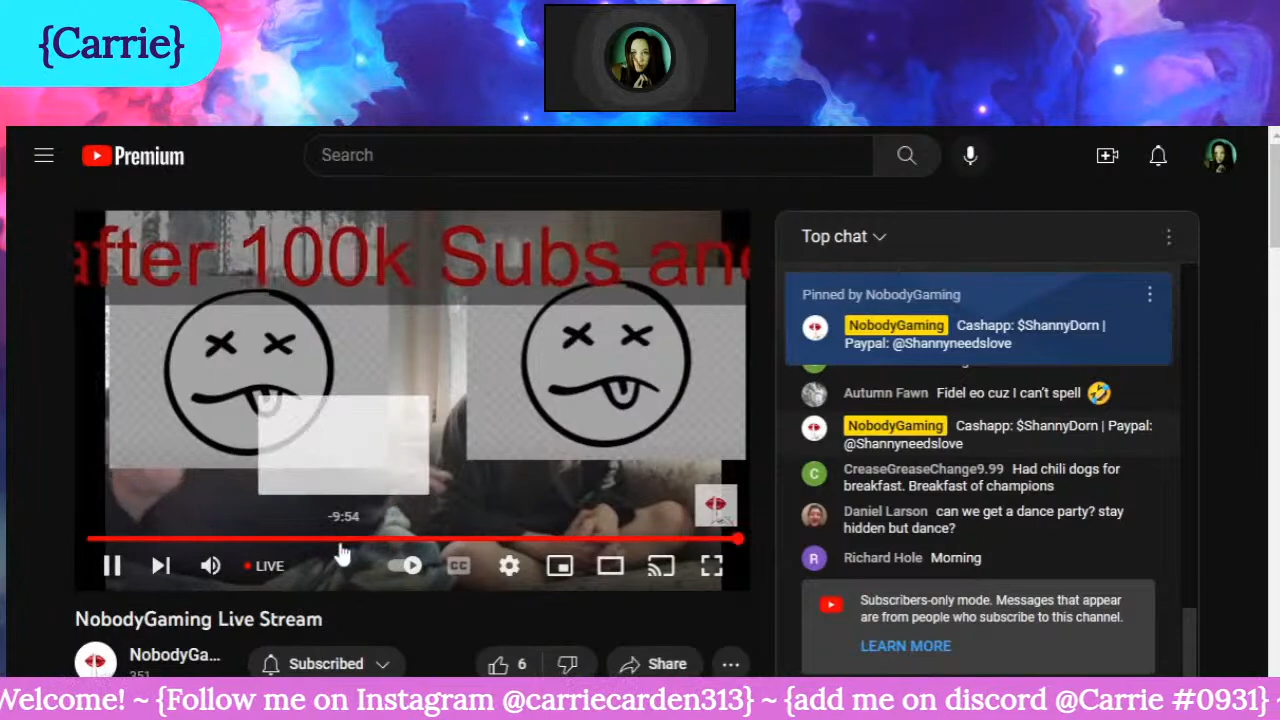 {Carrie}
Premium
Search
after 100k Subs and
-9:54
LIVE
CC
NobodyGaming Live Stream
NobodyGa...
351
Subscribed
6
Share
Top chat
Pinned by NobodyGaming
NobodyGaming Cashapp: $ShannyDorn |
Paypal: @Shannyneedslove
Autumn Fawn Fidel eo cuz I can't spell 🤣
NobodyGaming Cashapp: $ShannyDorn | Paypal:
@Shannyneedslove
C
CreaseGreaseChange9.99 Had chili dogs for
breakfast. Breakfast of champions
Daniel Larson can we get a dance party? stay
hidden but dance?
R
Richard Hole Morning
Subscribers-only mode. Messages that appear
are from people who subscribe to this channel.
LEARN MORE
Welcome! ~ {Follow me on Instagram @carriecarden313} ~ {add me on discord @Carrie #0931}